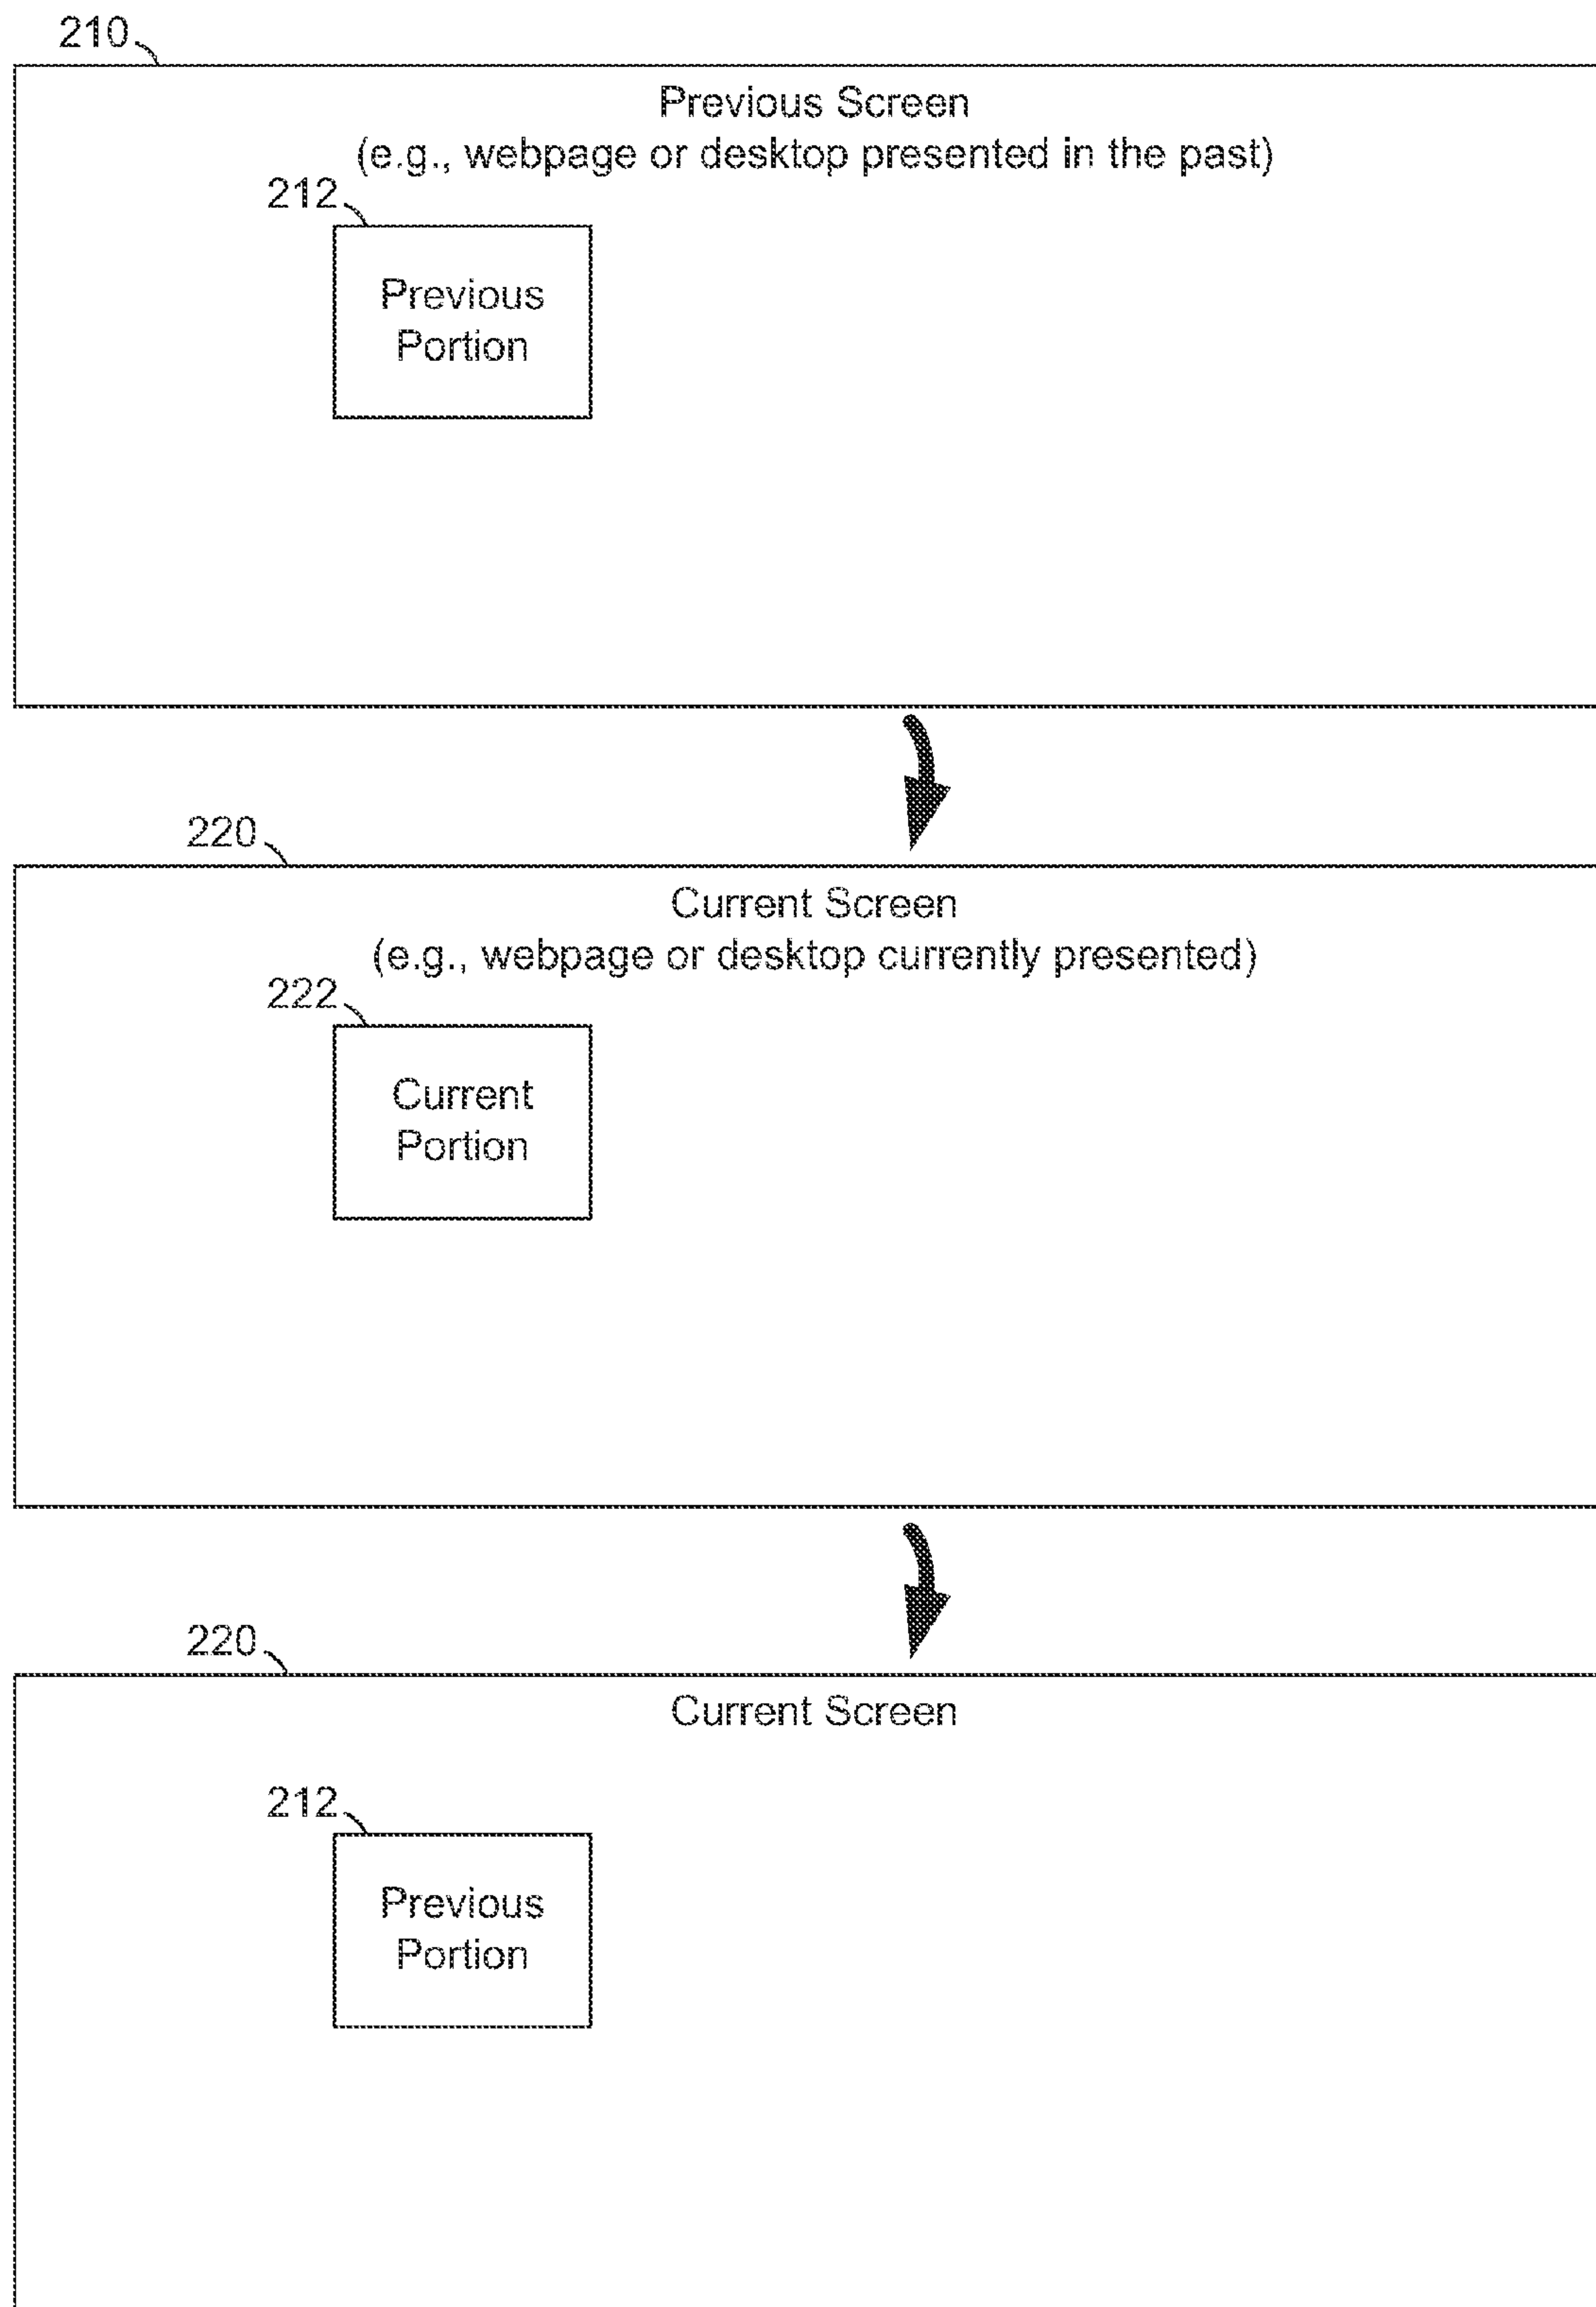 210
Previous Screen
(e.g., webpage or desktop presented in the past)
212
Previous
Portion
220
Current Screen
(e.g., webpage or desktop currently presented)
222
Current
Portion
220
Current Screen
212
Previous
Portion